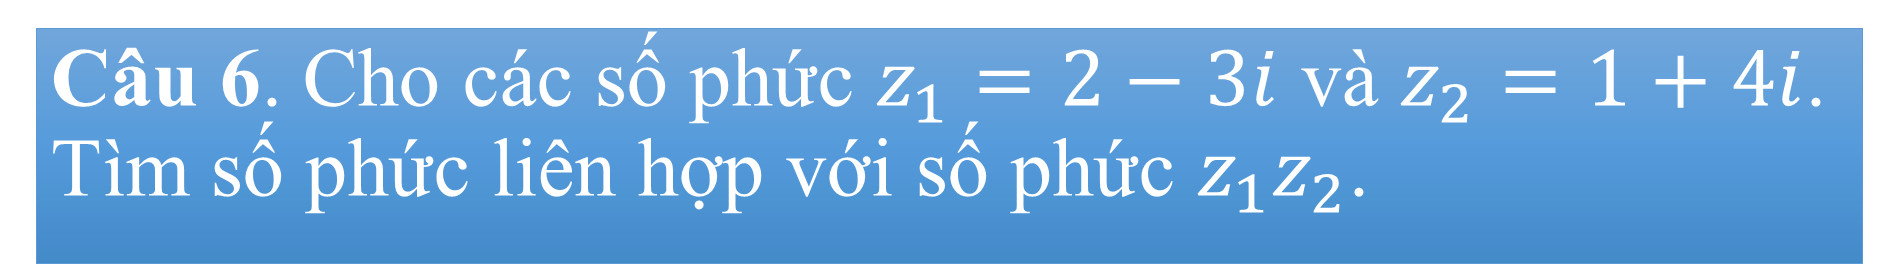 Câu 6. Cho các số phức z₁ = 2 − 3i và z₂ = 1 + 4i.
Tìm số phức liên hợp với số phức z₁z₂.